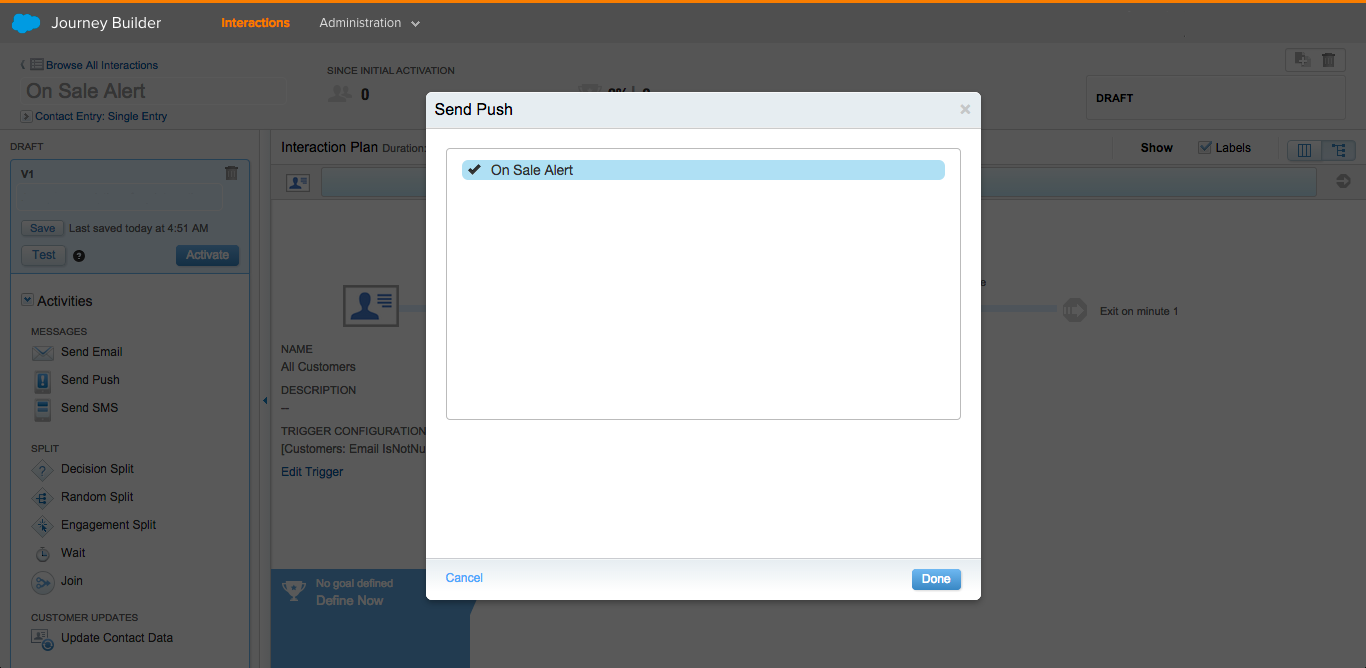 Journey Builder
Interactions
Administration
Browse All Interactions
On Sale Alert
Contact Entry: Single Entry
SINCE INITIAL ACTIVATION
0
DRAFT
DRAFT
V1
Save
Last saved today at 4:51 AM
Test
?
Activate
Activities
MESSAGES
Send Email
Send Push
Send SMS
SPLIT
Decision Split
Random Split
Engagement Split
Wait
Join
CUSTOMER UPDATES
Update Contact Data
Interaction Plan Duration:
Show
Labels
NAME
All Customers
DESCRIPTION
--
TRIGGER CONFIGURATION
[Customers: Email IsNotNu
Edit Trigger
e
Exit on minute 1
No goal defined
Define Now
Send Push
×
On Sale Alert
Cancel
Done